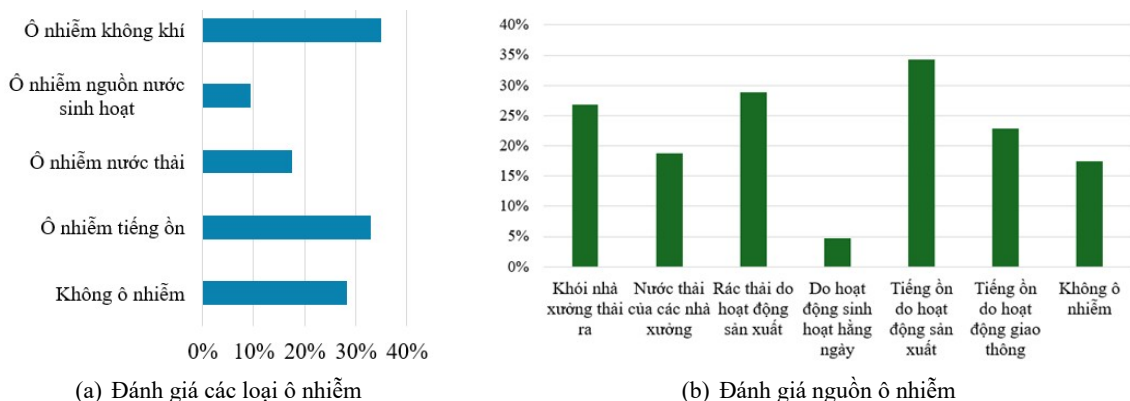 Ô nhiễm không khí
Ô nhiễm nguồn nước
sinh hoạt
Ô nhiễm nước thải
Ô nhiễm tiếng ồn
Không ô nhiễm
0% 10% 20% 30% 40%
(a) Đánh giá các loại ô nhiễm
40%
35%
30%
25%
20%
15%
10%
5%
0%
Khói nhà
xưởng thải
ra
Nước thải
của các nhà
xưởng
Rác thải do
hoạt động
sản xuất
Do hoạt
động sinh
hoạt hằng
ngày
Tiếng ồn
do hoạt
động sản
xuất
Tiếng ồn
do hoạt
động giao
thông
Không ô
nhiễm
(b) Đánh giá nguồn ô nhiễm